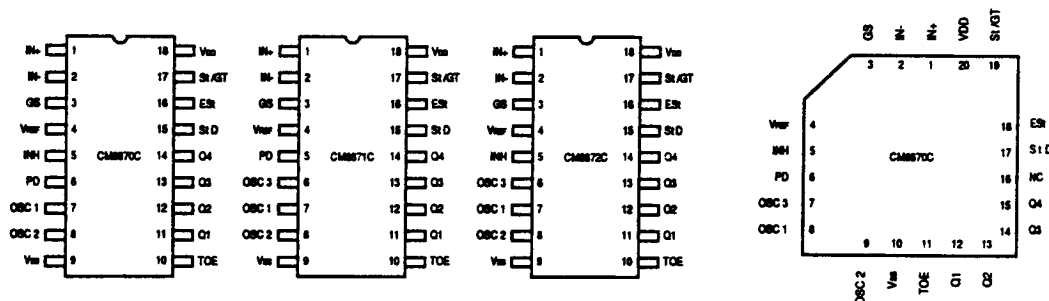 IN+ 1 18 VDD
IN- 2 17 St/GT
GS 3 16 ESt
VREF 4 15 StD
INH 5 CM8870C 14 Q4
PD 6 13 Q3
OSC 1 7 12 Q2
OSC 2 8 11 Q1
Vss 9 10 TOE
IN+ 1 18 VDD
IN- 2 17 St/GT
GS 3 16 ESt
VREF 4 15 StD
PD 5 CM8871C 14 Q4
OSC 3 6 13 Q3
OSC 1 7 12 Q2
OSC 2 8 11 Q1
Vss 9 10 TOE
IN+ 1 18 VDD
IN- 2 17 St/GT
GS 3 16 ESt
VREF 4 15 StD
INH 5 CM8872C 14 Q4
OSC 3 6 13 Q3
OSC 1 7 12 Q2
OSC 2 8 11 Q1
Vss 9 10 TOE
GS IN- IN+ VDD St/GT
3 2 1 20 19
VREF 4 18 ESt
INH 5 17 StD
PD 6 CM8870C 16 NC
OSC 3 7 15 Q4
OSC 1 8 14 Q3
9 10 11 12 13
OSC 2 Vss TOE Q1 Q2